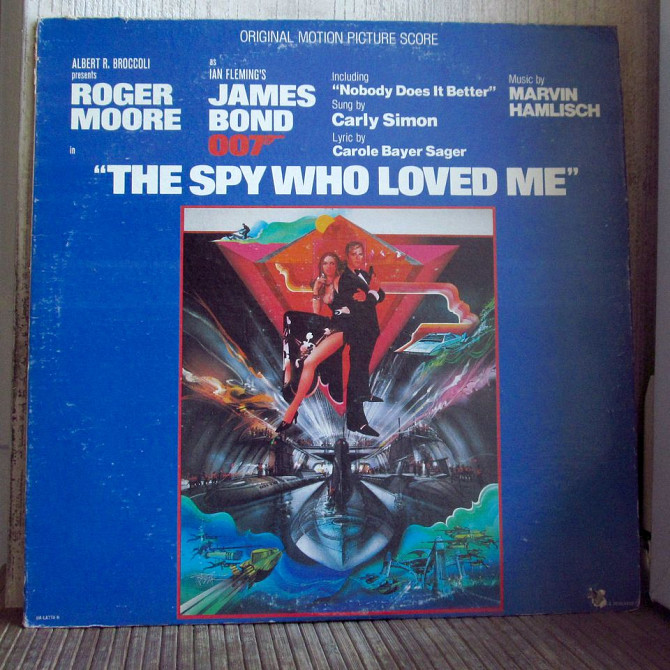 ORIGINAL MOTION PICTURE SCORE
ALBERT R. BROCCOLI
presents
ROGER
MOORE
in
as
IAN FLEMING'S
JAMES
BOND
007
Including
"Nobody Does It Better"
Sung by
Carly Simon
Lyric by
Carole Bayer Sager
Music by
MARVIN
HAMLISCH
"THE SPY WHO LOVED ME"